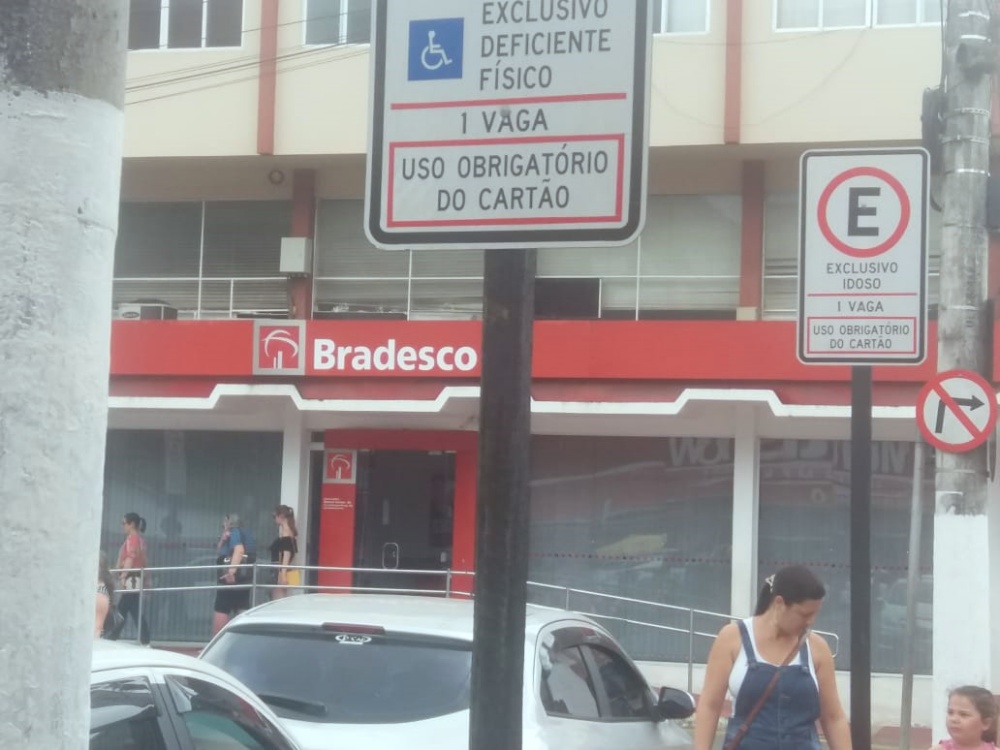 EXCLUSIVO
DEFICIENTE
FÍSICO
1 VAGA
USO OBRIGATÓRIO
DO CARTÃO
E
EXCLUSIVO
IDOSO
1 VAGA
USO OBRIGATÓRIO
DO CARTÃO
Bradesco